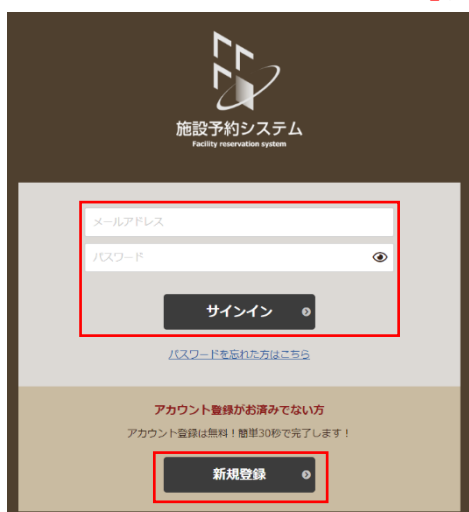 施設予約システム
Facility reservation system
メールアドレス
パスワード
サインイン
パスワードを忘れた方はこちら
アカウント登録がお済みでない方
アカウント登録は無料！簡単30秒で完了します！
新規登録